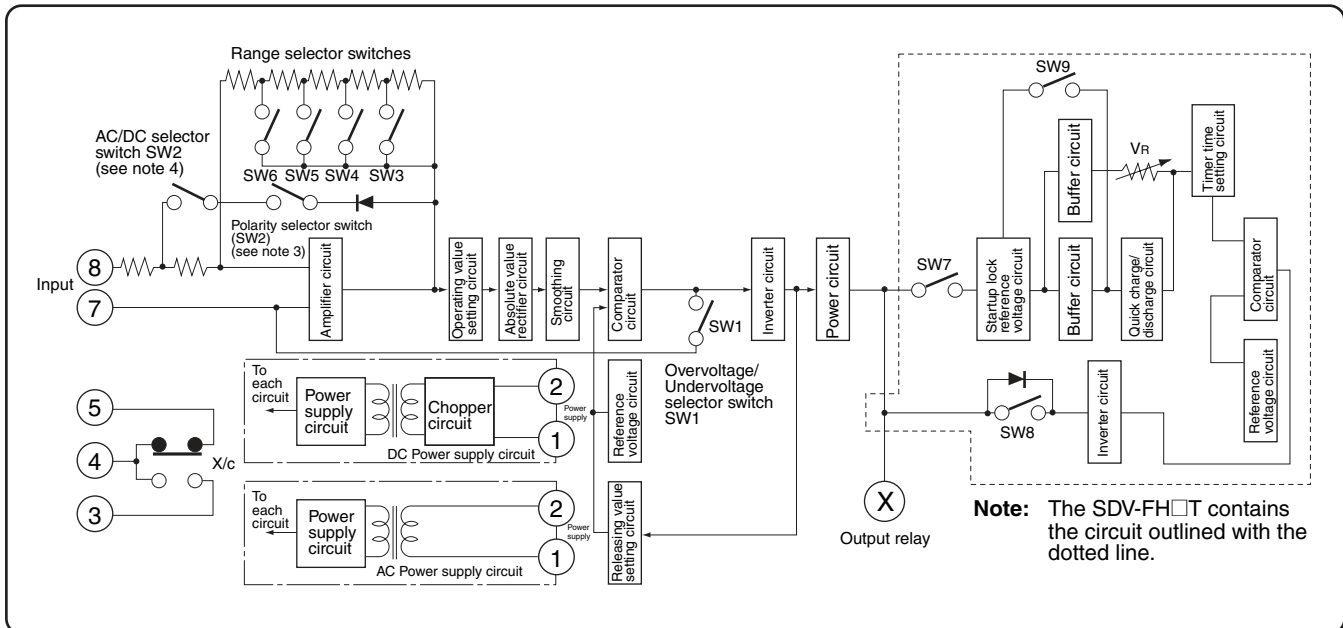 Range selector switches
AC/DC selector
switch SW2
(see note 4)
SW6 SW5 SW4 SW3
Polarity selector switch
(SW2)
(see note 3)
Input
8
7
Amplifier circuit
Operating value
setting circuit
Absolute value
rectifier circuit
Smoothing
circuit
Comparator
circuit
SW1
Overvoltage/
Undervoltage
selector switch
SW1
Inverter circuit
Power circuit
SW7
SW9
Startup lock
reference
voltage circuit
Buffer circuit
Buffer circuit
VR
Quick charge/
discharge circuit
Timer time
setting circuit
Comparator
circuit
Reference
voltage circuit
SW8
Inverter circuit
X
Output relay
Note: The SDV-FH□T contains
the circuit outlined with the
dotted line.
5
4
3
X/c
To
each
circuit
Power
supply
circuit
Chopper
circuit
2
1
Power
supply
DC Power supply circuit
Reference
voltage circuit
To
each
circuit
Power
supply
circuit
2
1
Power
supply
AC Power supply circuit
Releasing value
setting circuit